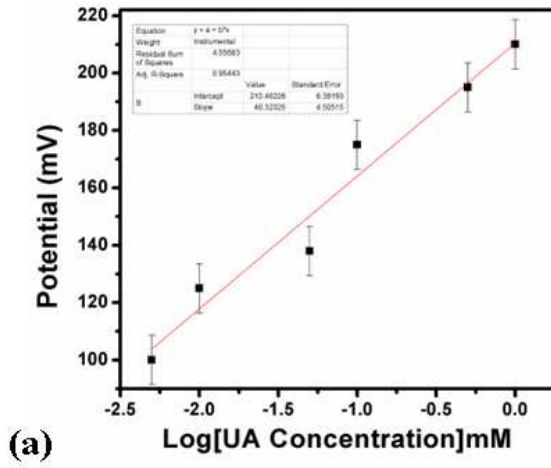 220
200
180
160
140
120
100
Potential (mV)
Equation y = a + b*x
Weight Instrumental
Residual Sum of Squares 4.55683
Adj. R-Square 0.95443
Value Standard Error
B Intercept 210.46226 6.39193
Slope 46.32325 4.50515
-2.5 -2.0 -1.5 -1.0 -0.5 0.0
Log[UA Concentration]mM
(a)